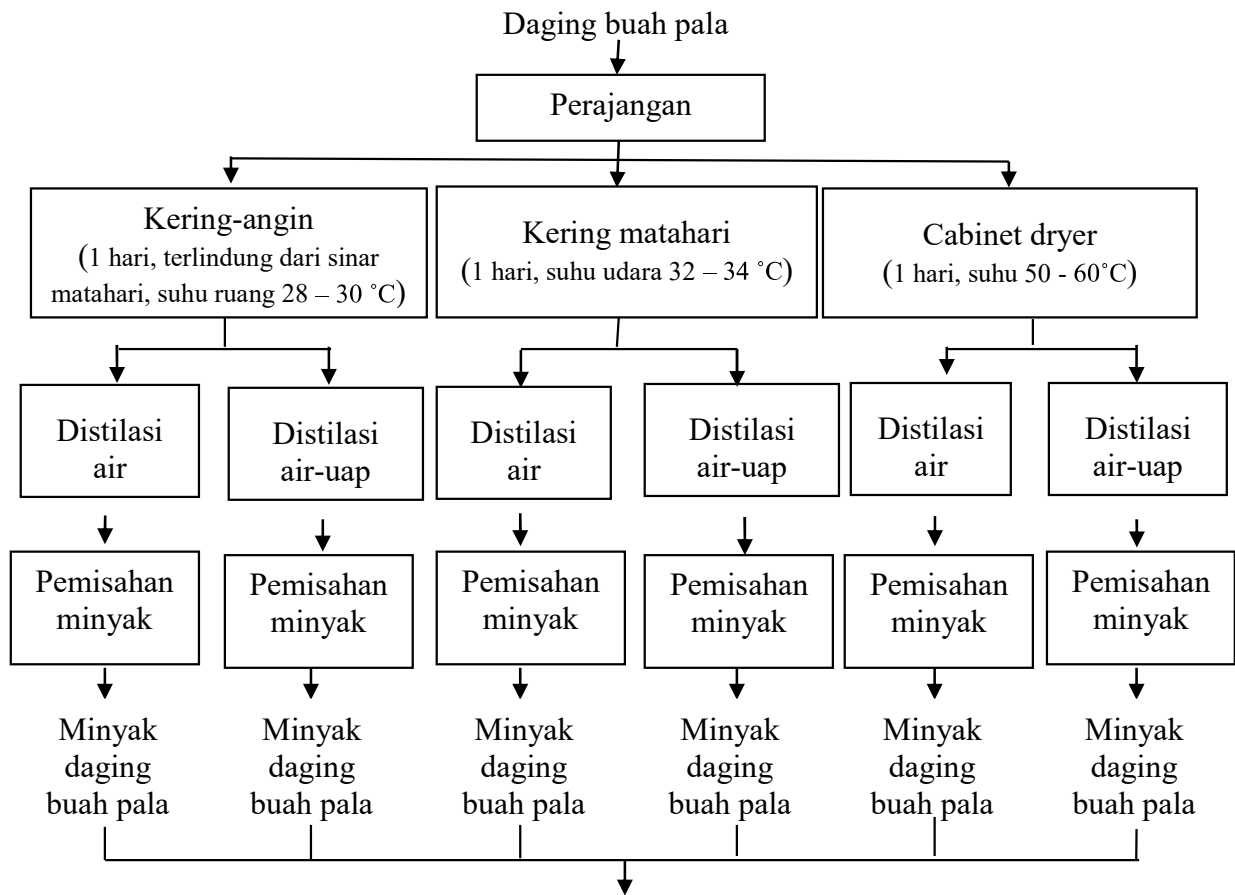 Daging buah pala
Perajangan
Kering-angin
(1 hari, terlindung dari sinar
matahari, suhu ruang 28 – 30 ˚C)
Kering matahari
(1 hari, suhu udara 32 – 34 ˚C)
Cabinet dryer
(1 hari, suhu 50 - 60˚C)
Distilasi
air
Distilasi
air-uap
Distilasi
air
Distilasi
air-uap
Distilasi
air
Distilasi
air-uap
Pemisahan
minyak
Pemisahan
minyak
Pemisahan
minyak
Pemisahan
minyak
Pemisahan
minyak
Pemisahan
minyak
Minyak
daging
buah pala
Minyak
daging
buah pala
Minyak
daging
buah pala
Minyak
daging
buah pala
Minyak
daging
buah pala
Minyak
daging
buah pala